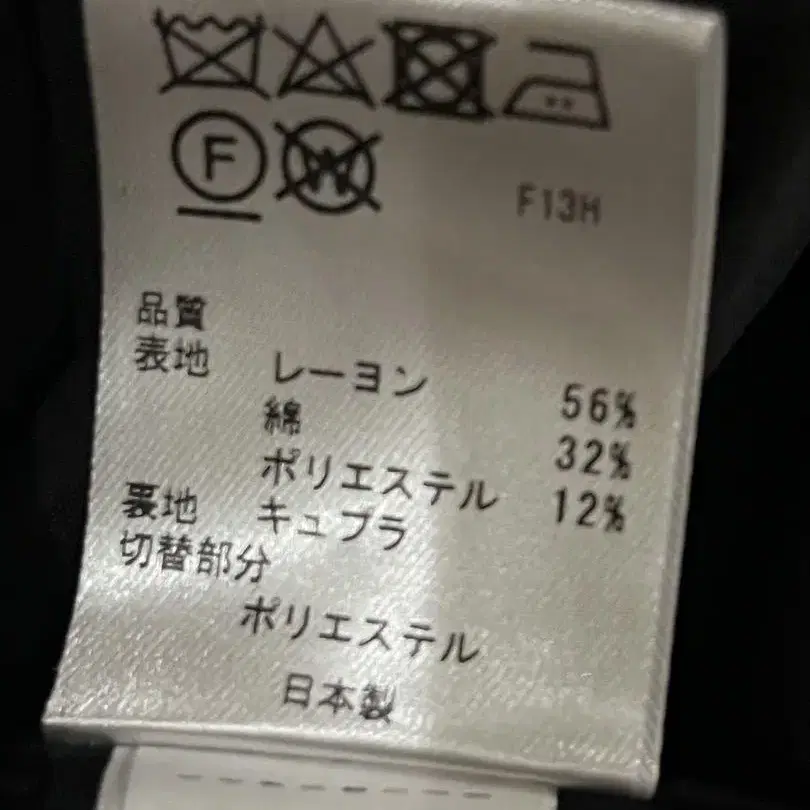 F W
F13H
品質
表地 レーヨン 56%
綿 32%
ポリエステル 12%
裏地 キュプラ
切替部分
ポリエステル
日本製